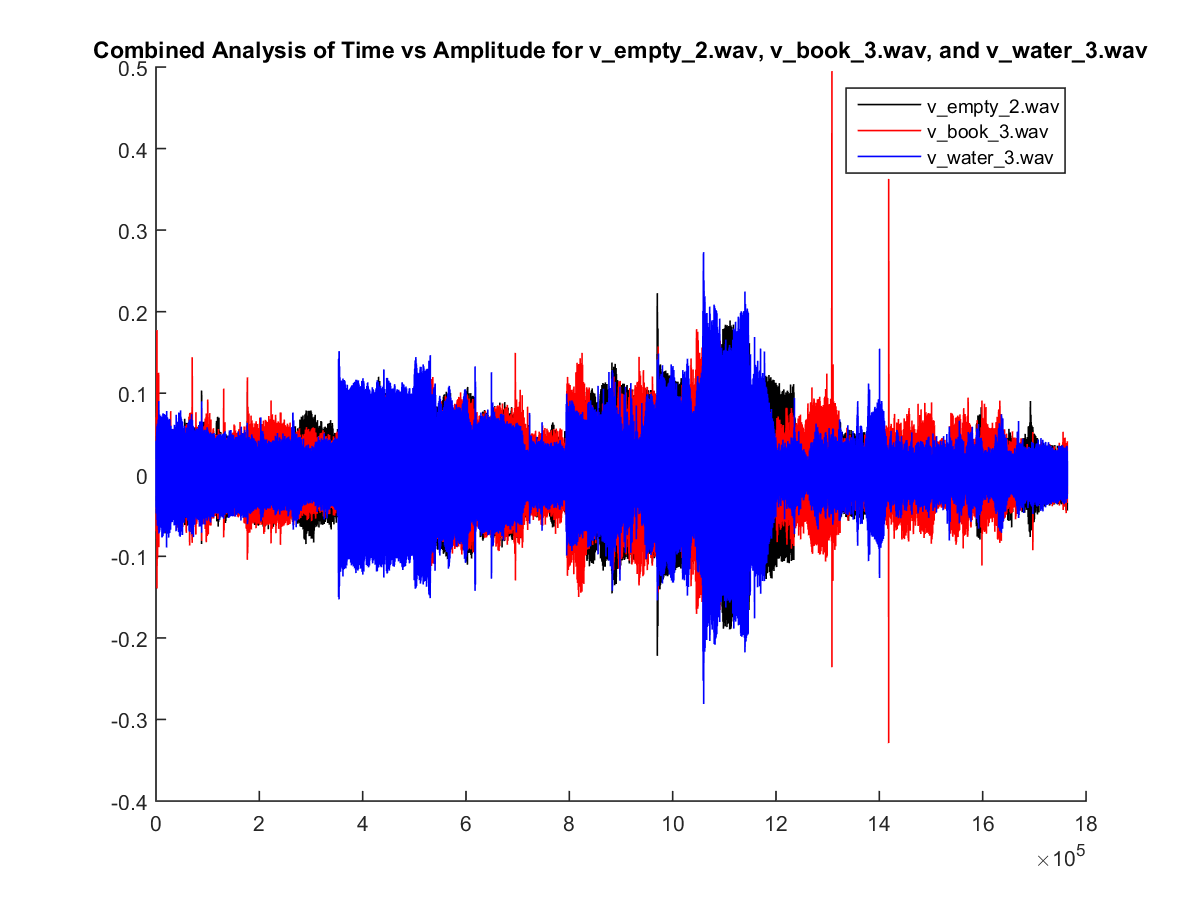 Combined Analysis of Time vs Amplitude for v_empty_2.wav, v_book_3.wav, and v_water_3.wav
0.5
v_empty_2.wav
v_book_3.wav
v_water_3.wav
0.4
0.3
0.2
0.1
0
-0.1
-0.2
-0.3
-0.4
0 2 4 6 8 10 12 14 16 18
×10⁵